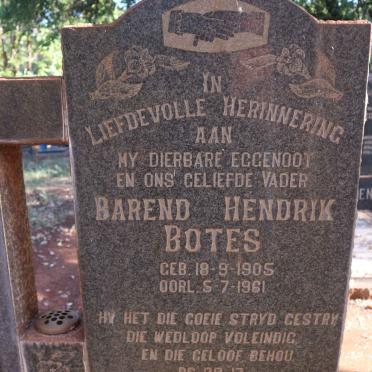 IN
LIEFDEVOLLE HERINNERING
AAN
MY DIERBARE EGGENOOT
EN ONS GELIEFDE VADER
BAREND HENDRIK
BOTES
GEB. 18-9-1905
OORL. 5-7-1961
HY HET DIE GOEIE STRYD GESTRY
DIE WEDLOOP VOLEINDIG,
EN DIE GELOOF BEHOU.